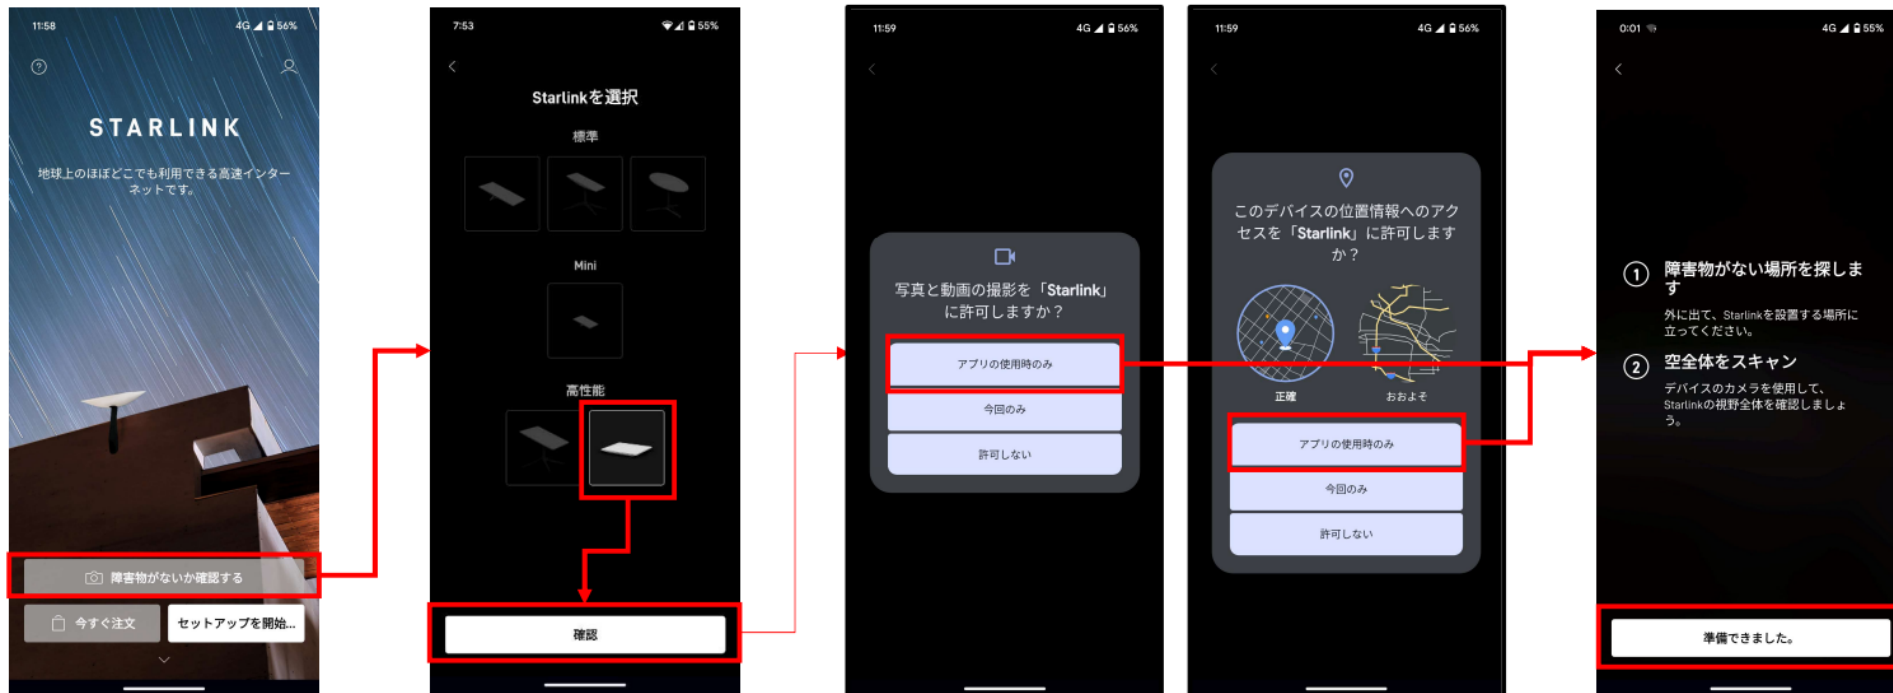 11:58
4G 56%
STARLINK
地球上のほぼどこでも利用できる高速インター
ネットです。
障害物がないか確認する
今すぐ注文
セットアップを開始...
7:53
55%
Starlinkを選択
標準
Mini
高性能
確認
11:59
4G 56%
写真と動画の撮影を「Starlink」
に許可しますか？
アプリの使用時のみ
今回のみ
許可しない
11:59
4G 56%
このデバイスの位置情報へのアク
セスを「Starlink」に許可します
か？
正確
おおよそ
アプリの使用時のみ
今回のみ
許可しない
0:01
4G 55%
1 障害物がない場所を探しま
す
外に出て、Starlinkを設置する場所に
立ってください。
2 空全体をスキャン
デバイスのカメラを使用して、
Starlinkの視野全体を確認しましょ
う。
準備できました。